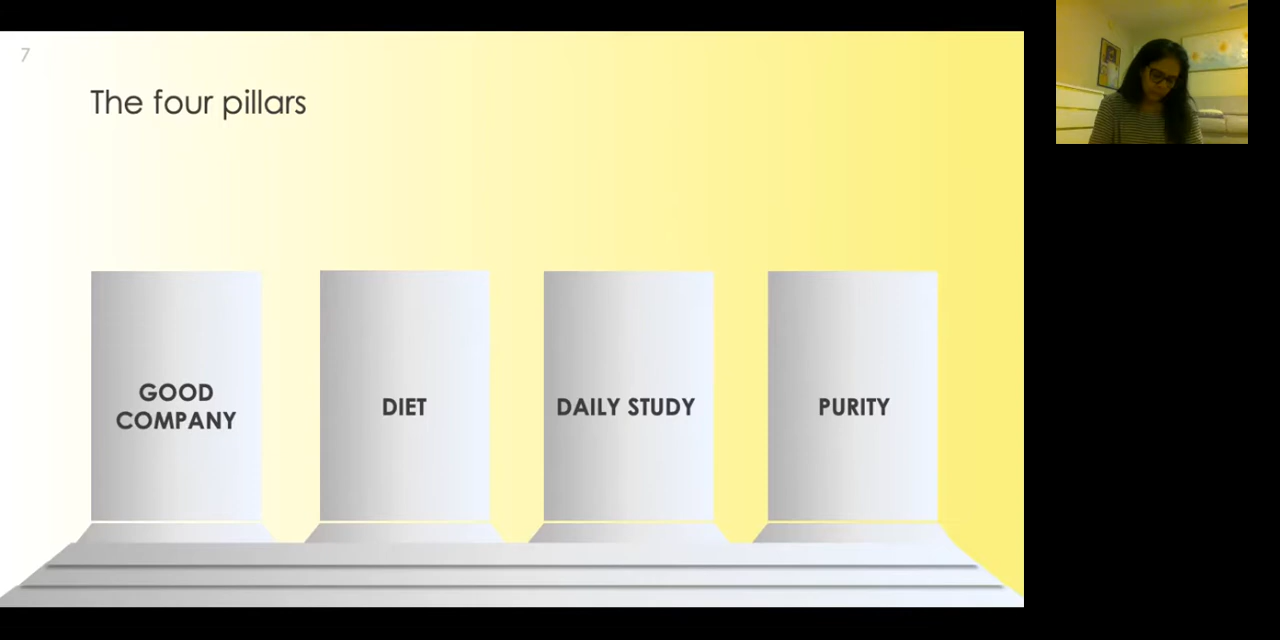 7
The four pillars
GOOD
COMPANY
DIET
DAILY STUDY
PURITY